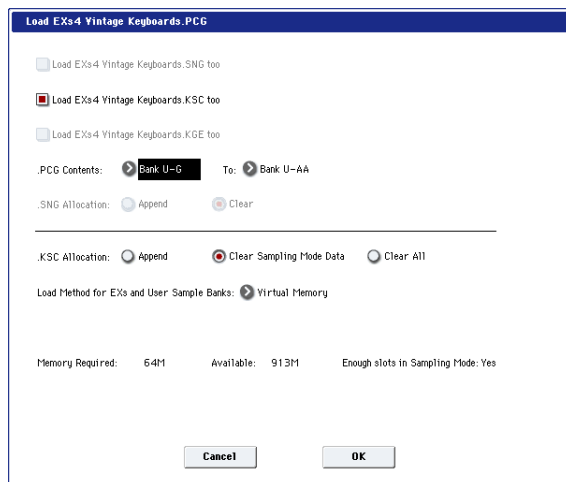 Load EXs4 Vintage Keyboards.PCG
Load EXs4 Vintage Keyboards.SNG too
Load EXs4 Vintage Keyboards.KSC too
Load EXs4 Vintage Keyboards.KGE too
.PCG Contents: Bank U-G To: Bank U-AA
.SNG Allocation: Append Clear
.KSC Allocation: Append Clear Sampling Mode Data Clear All
Load Method for EXs and User Sample Banks: Virtual Memory
Memory Required: 64M Available: 913M Enough slots in Sampling Mode: Yes
Cancel OK